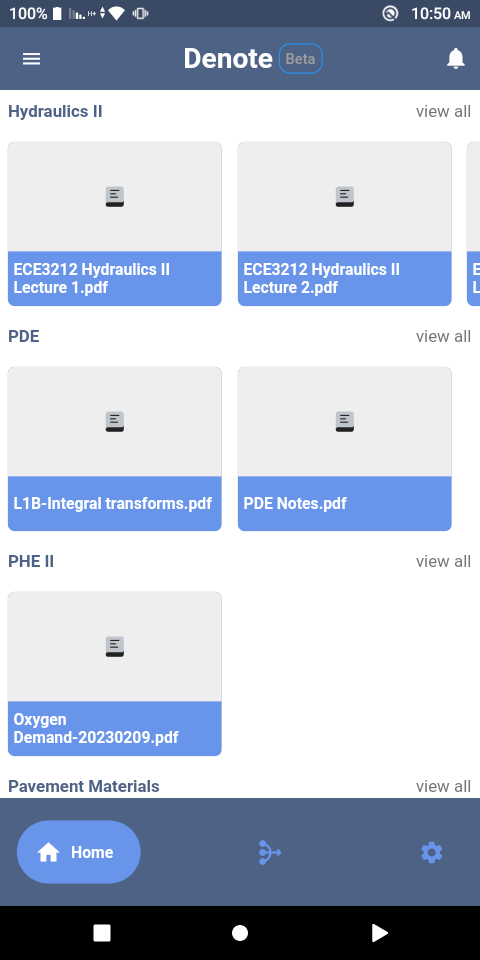 100% H+ 10:50 AM
Denote Beta
Hydraulics II view all
ECE3212 Hydraulics II
Lecture 1.pdf
ECE3212 Hydraulics II
Lecture 2.pdf
E
L
PDE view all
L1B-Integral transforms.pdf
PDE Notes.pdf
PHE II view all
Oxygen
Demand-20230209.pdf
Pavement Materials view all
Home